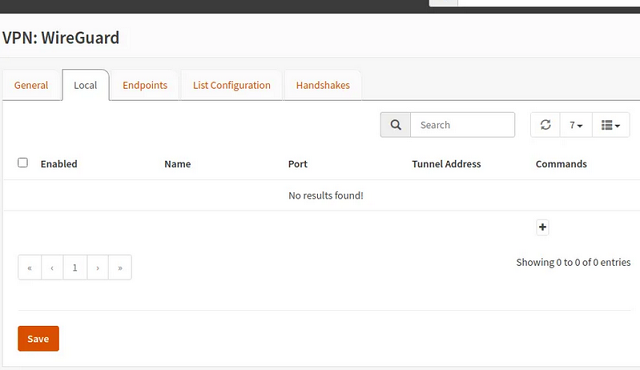 VPN: WireGuard
General Local Endpoints List Configuration Handshakes
Search 7
Enabled Name Port Tunnel Address Commands
No results found!
+
« ‹ 1 › » Showing 0 to 0 of 0 entries
Save